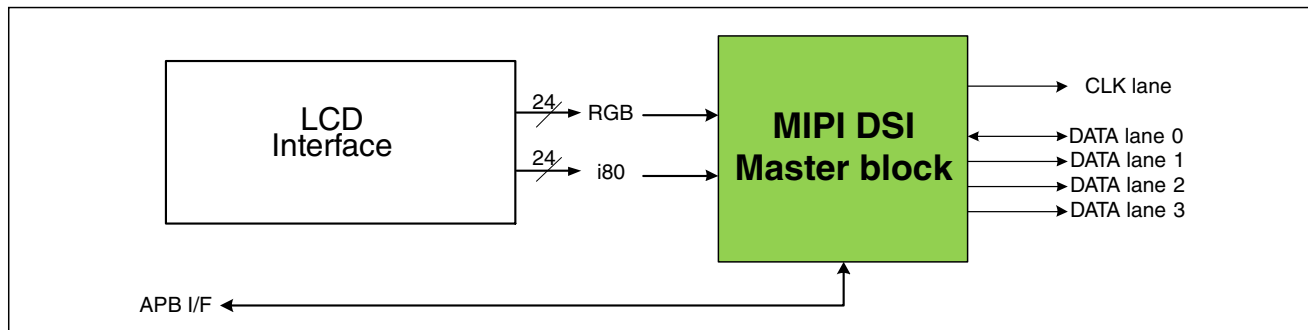 LCD
Interface
24
RGB
24
i80
MIPI DSI
Master block
CLK lane
DATA lane 0
DATA lane 1
DATA lane 2
DATA lane 3
APB I/F